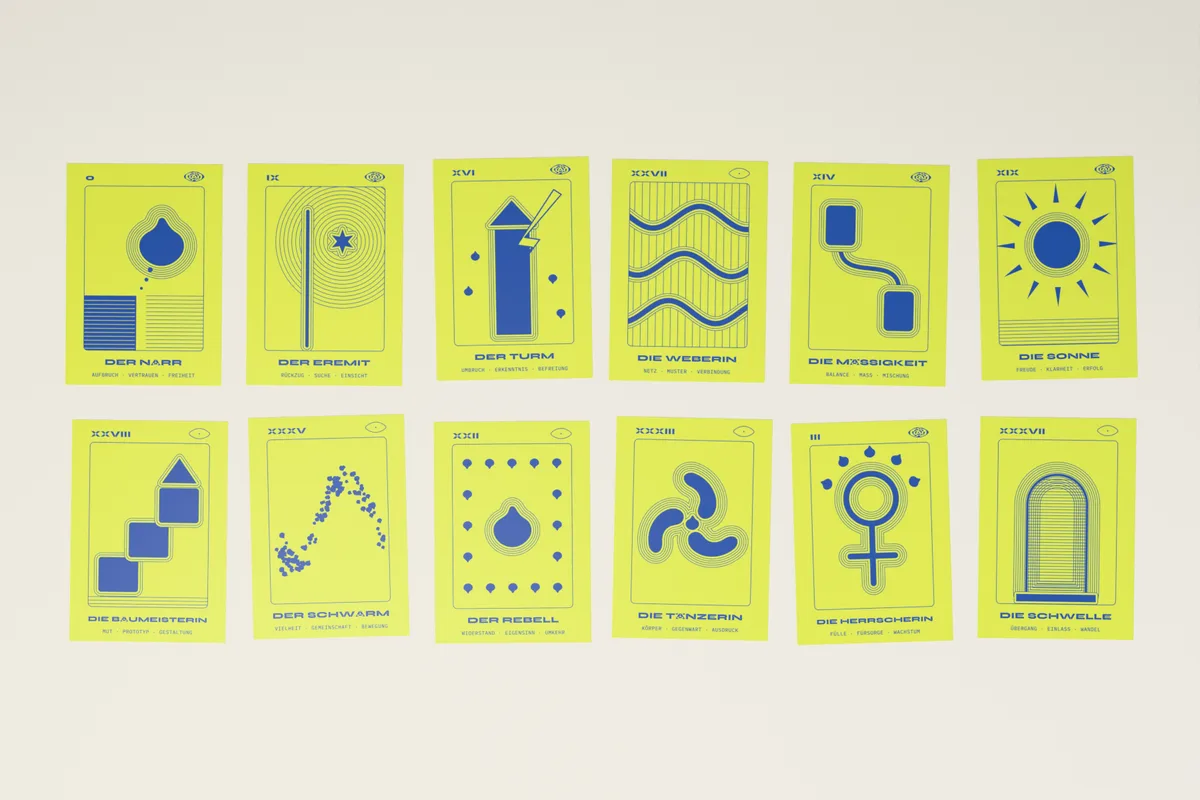 0
DER NARR
AUFBRUCH · VERTRAUEN · FREIHEIT
IX
DER EREMIT
RÜCKZUG · SUCHE · EINSICHT
XVI
DER TURM
UMBRUCH · ERKENNTNIS · BEFREIUNG
XXVII
DIE WEBERIN
NETZ · MUSTER · VERBINDUNG
XIV
DIE MÄSSIGKEIT
BALANCE · MASS · MISCHUNG
XIX
DIE SONNE
FREUDE · KLARHEIT · ERFOLG
XXVIII
DIE BAUMEISTERIN
MUT · PROTOTYP · GESTALTUNG
XXXV
DER SCHWARM
VIELHEIT · GEMEINSCHAFT · BEWEGUNG
XXII
DER REBELL
WIDERSTAND · EIGENSINN · UMKEHR
XXXIII
DIE TÄNZERIN
KÖRPER · GEGENWART · AUSDRUCK
III
DIE HERRSCHERIN
FÜLLE · FÜRSORGE · WACHSTUM
XXXVII
DIE SCHWELLE
ÜBERGANG · EINLASS · WANDEL